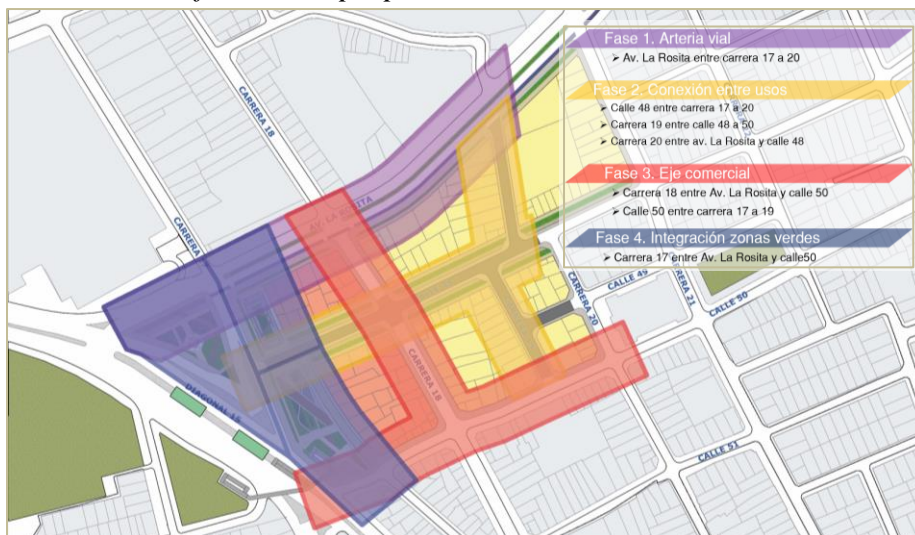 Fase 1. Arteria vial
➤ Av. La Rosita entre carrera 17 a 20
Fase 2. Conexión entre usos
➤ Calle 48 entre carrera 17 a 20
➤ Carrera 19 entre calle 48 a 50
➤ Carrera 20 entre av. La Rosita y calle 48
Fase 3. Eje comercial
➤ Carrera 18 entre Av. La Rosita y calle 50
➤ Calle 50 entre carrera 17 a 19
Fase 4. Integración zonas verdes
➤ Carrera 17 entre Av. La Rosita y calle50
CARRERA 18
AV. LA ROSITA
CARRERA
CARRERA 20
CALLE 49
CARRERA 21
CALLE 50
DIAGONAL 15
CARRERA 18
CALLE 51